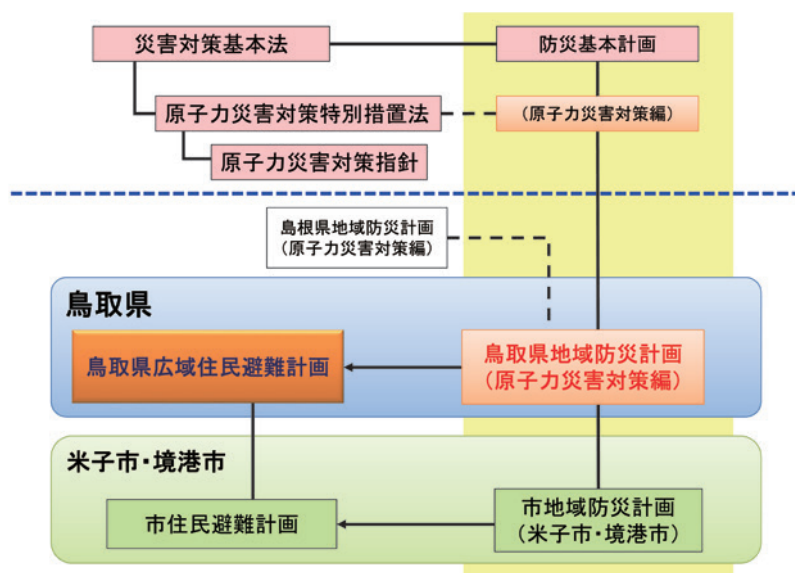 災害対策基本法
防災基本計画
原子力災害対策特別措置法
(原子力災害対策編)
原子力災害対策指針
島根県地域防災計画
(原子力災害対策編)
鳥取県
鳥取県広域住民避難計画
鳥取県地域防災計画
(原子力災害対策編)
米子市・境港市
市住民避難計画
市地域防災計画
(米子市・境港市)